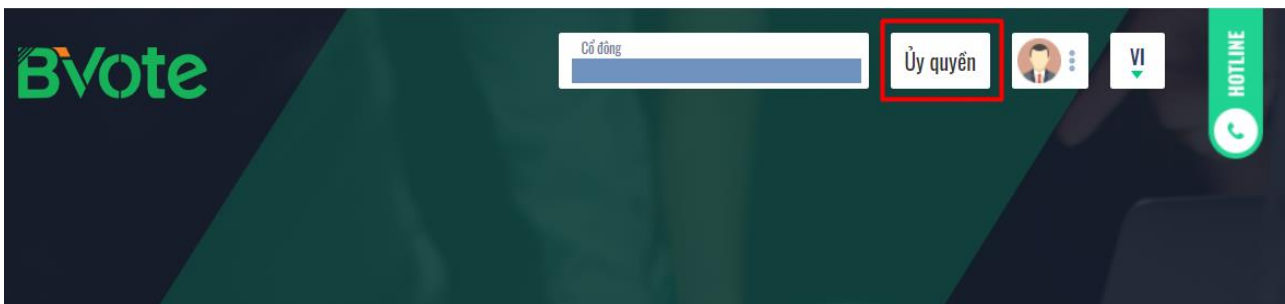 BVote
Cổ đông
Ủy quyền
VI
HOTLINE